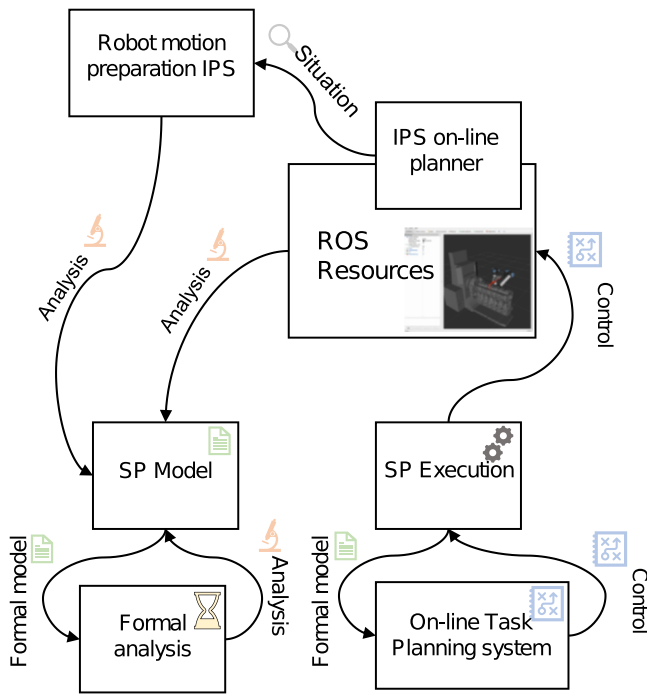 Robot motion
preparation IPS
Situation
IPS on-line
planner
ROS
Resources
Analysis
Analysis
Control
SP Model
SP Execution
Formal model
Analysis
Formal model
Control
Formal
analysis
On-line Task
Planning system